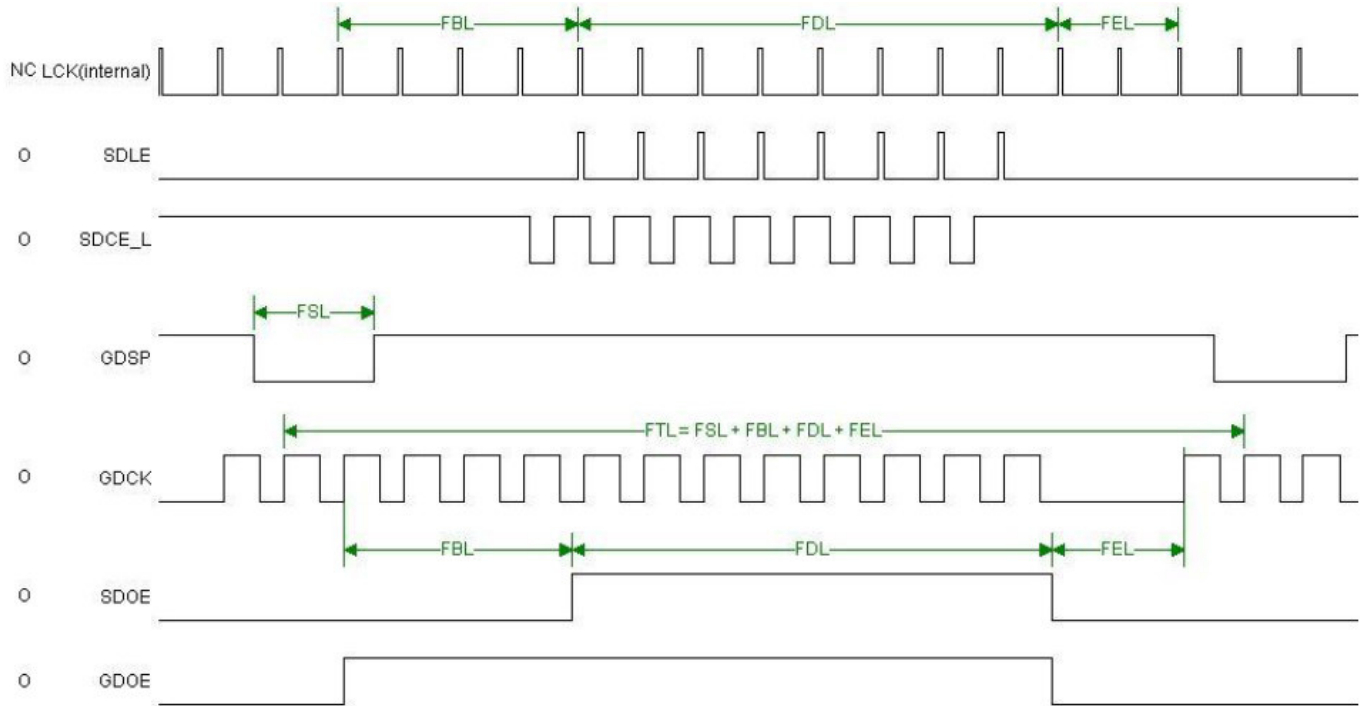 FBL FDL FEL
NC LCK(internal)
O SDLE
O SDCE_L
FSL
O GDSP
FTL = FSL + FBL + FDL + FEL
O GDCK
FBL FDL FEL
O SDOE
O GDOE